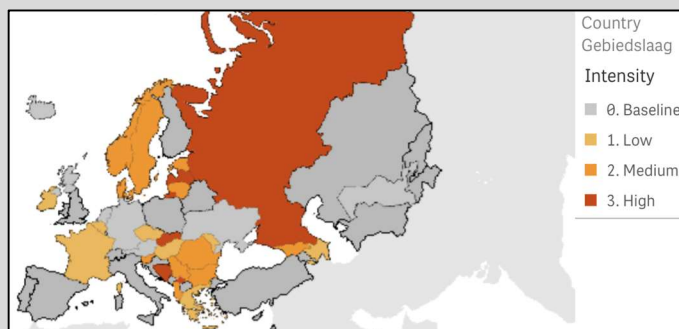 Country
Gebiedslaag
Intensity
0. Baseline
1. Low
2. Medium
3. High